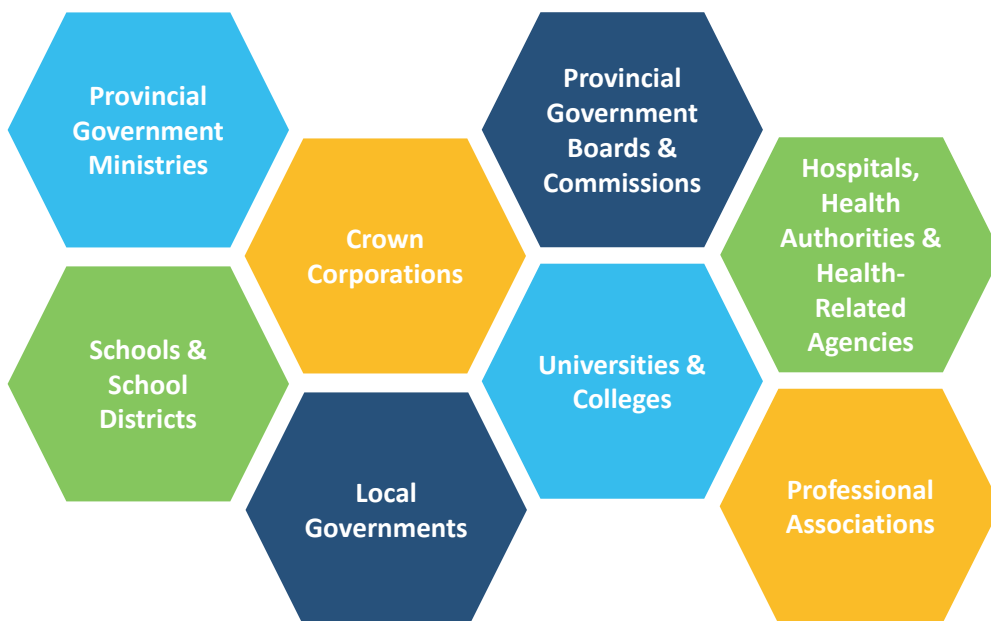 Provincial
Government
Ministries
Crown
Corporations
Provincial
Government
Boards &
Commissions
Hospitals,
Health
Authorities &
Health-
Related
Agencies
Schools &
School
Districts
Local
Governments
Universities &
Colleges
Professional
Associations